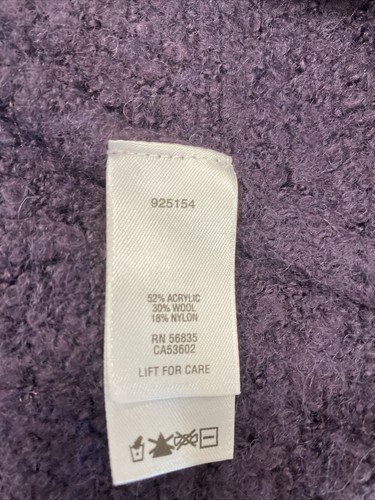 925154
52% ACRYLIC
30% WOOL
18% NYLON
RN 56835
CA53602
LIFT FOR CARE